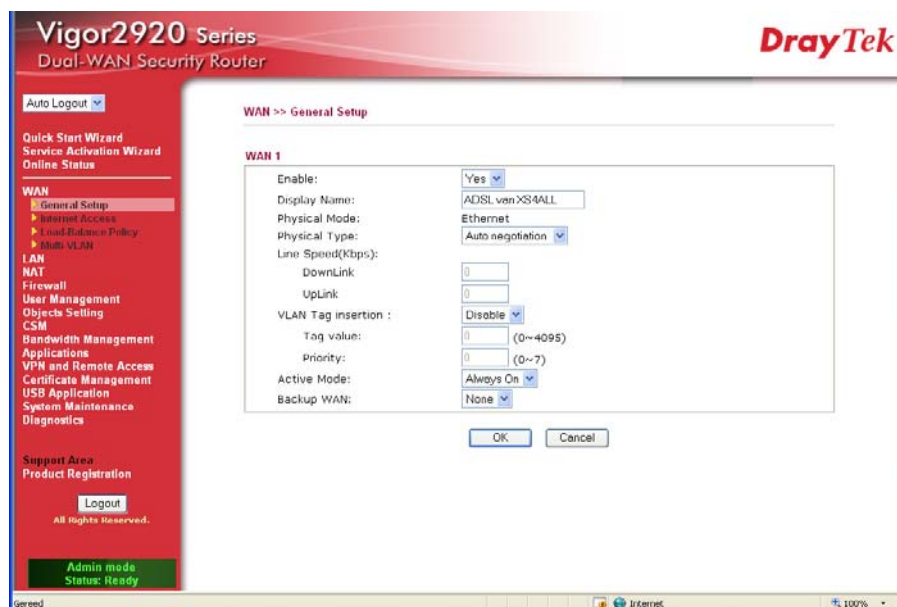 Vigor2920 Series
Dual-WAN Security Router
DrayTek
Auto Logout
Quick Start Wizard
Service Activation Wizard
Online Status
WAN
General Setup
Internet Access
Load-Balance Policy
Multi-VLAN
LAN
NAT
Firewall
User Management
Objects Setting
CSM
Bandwidth Management
Applications
VPN and Remote Access
Certificate Management
USB Application
System Maintenance
Diagnostics
Support Area
Product Registration
Logout
All Rights Reserved.
Admin mode
Status: Ready
WAN >> General Setup
WAN 1
Enable: Yes
Display Name: ADSL van XS4ALL
Physical Mode: Ethernet
Physical Type: Auto negotiation
Line Speed(Kbps):
DownLink 0
UpLink 0
VLAN Tag insertion : Disable
Tag value: 0 (0~4095)
Priority: 0 (0~7)
Active Mode: Always On
Backup WAN: None
OK Cancel
Gereed Internet 100%